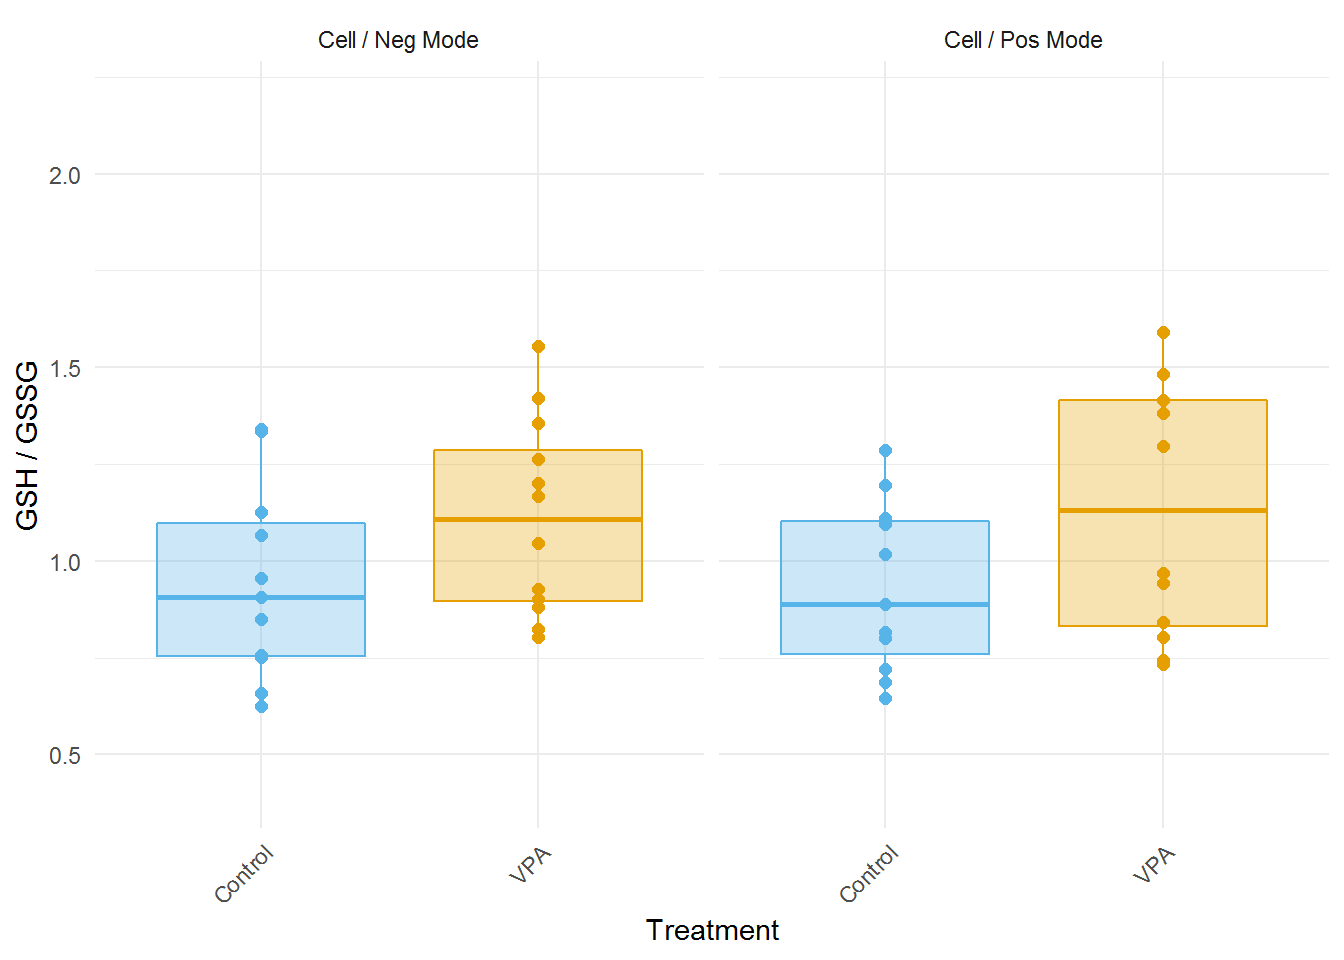 Cell / Neg Mode
Cell / Pos Mode
GSH / GSSG
2.0
1.5
1.0
0.5
Control
VPA
Control
VPA
Treatment